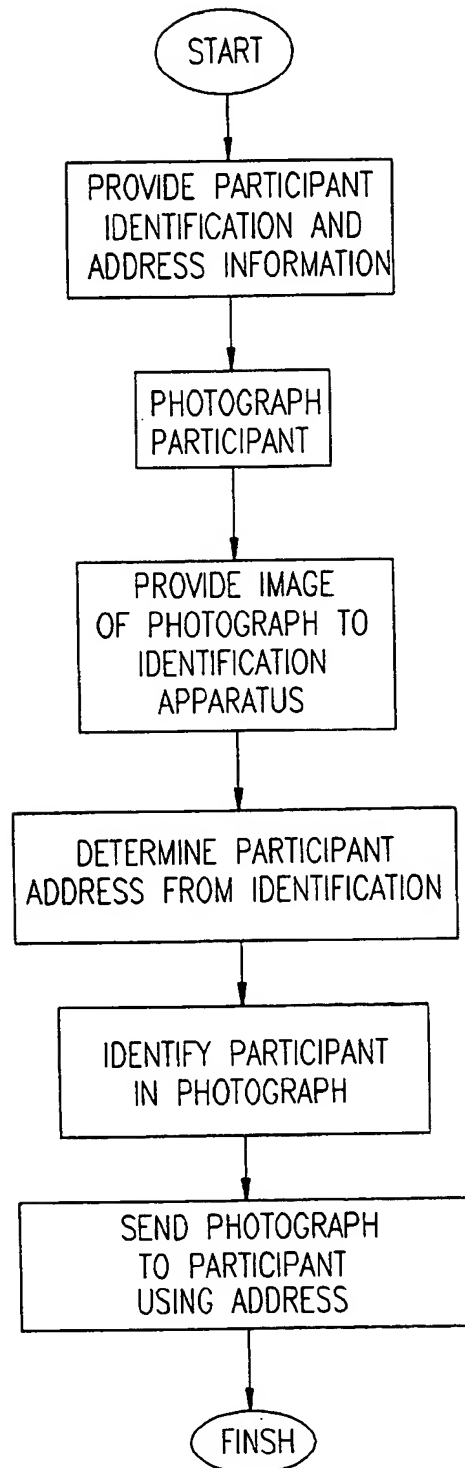 START
PROVIDE PARTICIPANT
IDENTIFICATION AND
ADDRESS INFORMATION
PHOTOGRAPH
PARTICIPANT
PROVIDE IMAGE
OF PHOTOGRAPH TO
IDENTIFICATION
APPARATUS
DETERMINE PARTICIPANT
ADDRESS FROM IDENTIFICATION
IDENTIFY PARTICIPANT
IN PHOTOGRAPH
SEND PHOTOGRAPH
TO PARTICIPANT
USING ADDRESS
FINSH